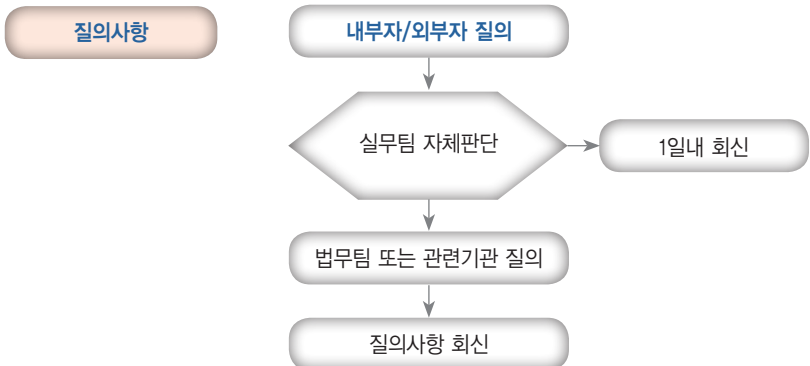 질의사항
내부자/외부자 질의
실무팀 자체판단
1일내 회신
법무팀 또는 관련기관 질의
질의사항 회신